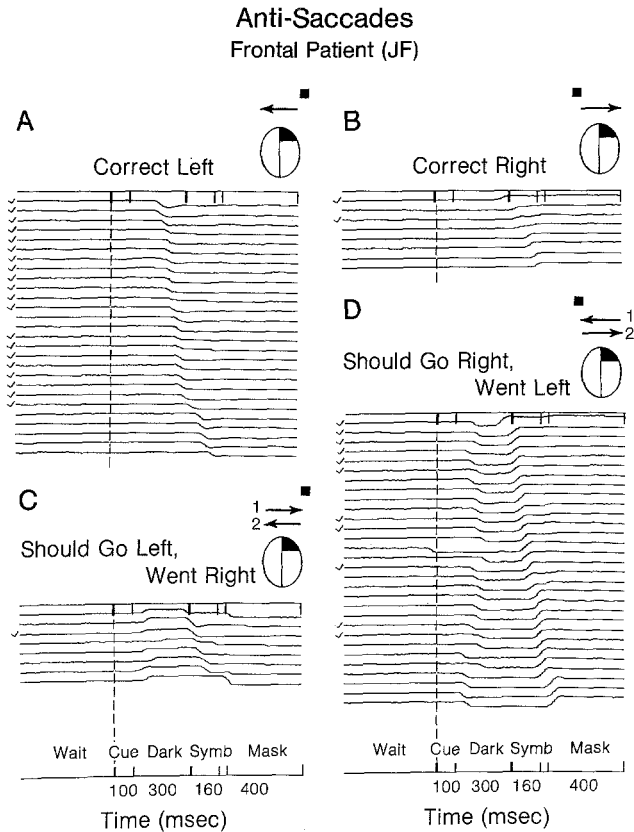 Anti-Saccades
Frontal Patient (JF)
A
Correct Left
B
Correct Right
C
1
2
Should Go Left,
Went Right
D
1
2
Should Go Right,
Went Left
Wait Cue Dark Symb Mask
100 300 160 400
Time (msec)
Wait Cue Dark Symb Mask
100 300 160 400
Time (msec)